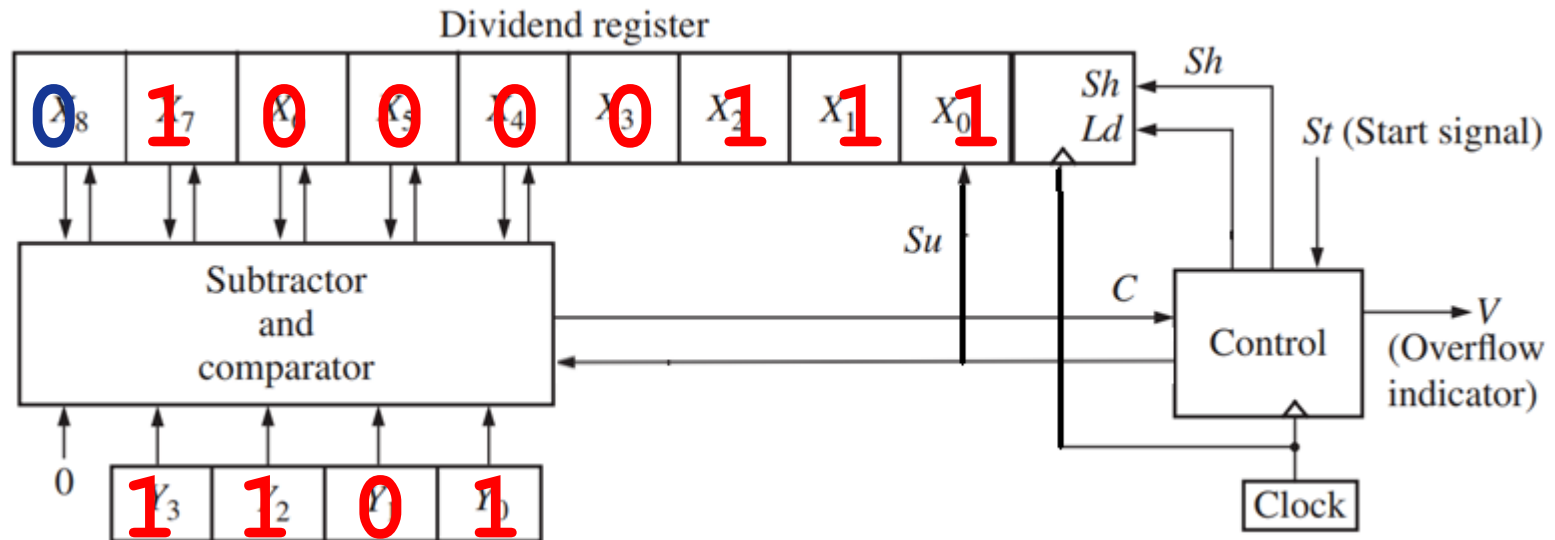 Dividend register
0 1 0 0 0 0 1 1 1
X8 X7 X6 X5 X4 X3 X2 X1 X0
Sh
Ld
Sh
St (Start signal)
Su
Subtractor
and
comparator
C
Control
V
(Overflow
indicator)
0
1 1 0 1
Y3 Y2 Y1 Y0
Clock